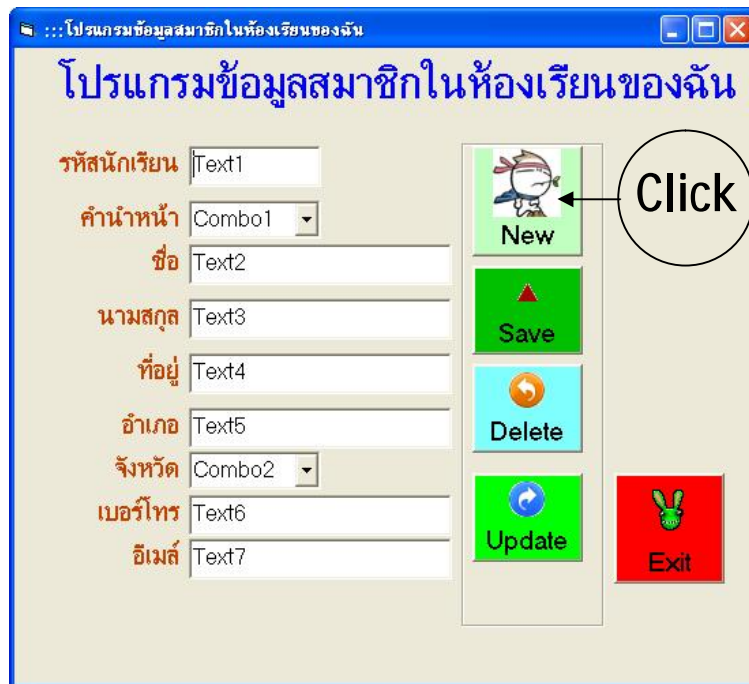 :::โปรแกรมข้อมูลสมาชิกในห้องเรียนของฉัน
โปรแกรมข้อมูลสมาชิกในห้องเรียนของฉัน
รหัสนักเรียน Text1
คำนำหน้า Combo1
ชื่อ Text2
นามสกุล Text3
ที่อยู่ Text4
อำเภอ Text5
จังหวัด Combo2
เบอร์โทร Text6
อีเมล์ Text7
New
Click
Save
Delete
Update
Exit